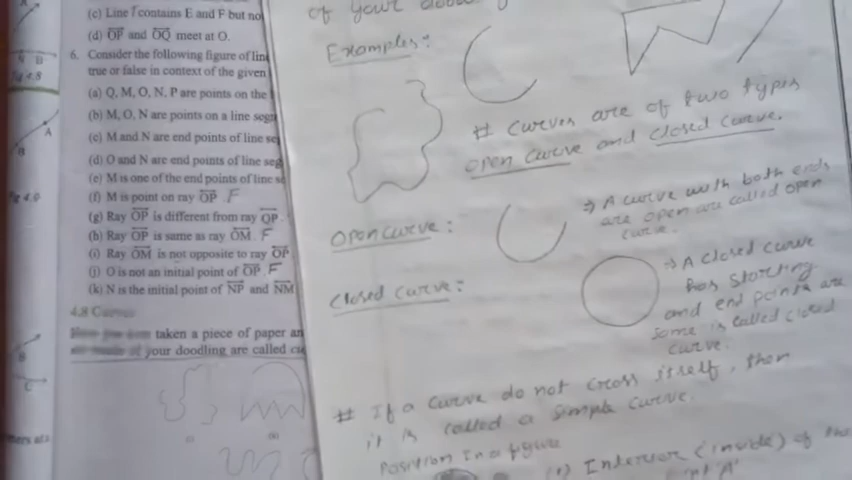 (c) Line l contains E and F but no
(d) OP and OQ meet at O.
6. Consider the following figure of line
true or false in context of the given
(a) Q, M, O, N, P are points on the
(b) M, O, N are points on a line segm
(c) M and N are end points of line se
(d) O and N are end points of line seg
(e) M is one of the end points of line s
(f) M is point on ray OP F
(g) Ray OP is different from ray QP
(h) Ray OP is same as ray OM. F
(i) Ray OM is not opposite to ray OP
(j) O is not an initial point of OP. F
(k) N is the initial point of NP and NM
4.8 Curves
taken a piece of paper an
your doodling are called cu
A
B
C
of your
Examples:
# Curves are of two types
open curve and closed curve.
Open curve:
⇒ A curve with both ends
are open are called open
curve.
Closed curve:
⇒ A closed curve
has starting
and end points are
same is called closed
curve.
# If a curve do not cross itself, then
it is called a simple curve.
Position In a figure
(1) Interior (inside) of the